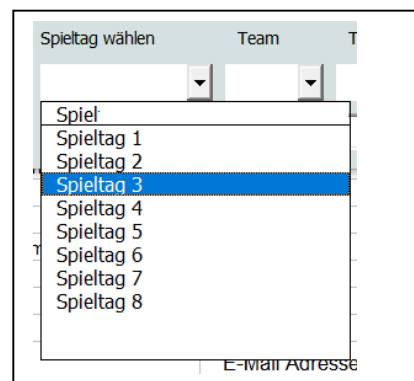 Spieltag wählen Team T
Spiel
Spieltag 1
Spieltag 2
Spieltag 3
Spieltag 4
Spieltag 5
Spieltag 6
Spieltag 7
Spieltag 8
E-Mail Adresse